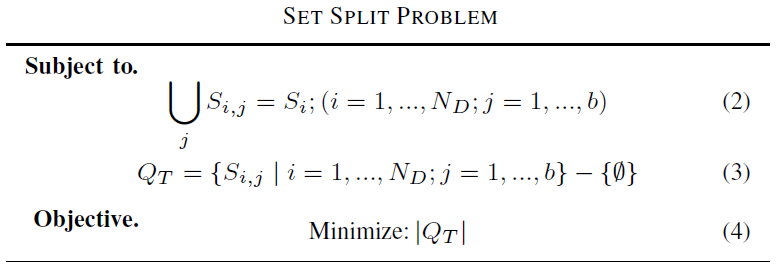 SET SPLIT PROBLEM
Subject to.
⋃_j S_{i,j} = S_i; (i = 1, ..., N_D; j = 1, ..., b) (2)
Q_T = {S_{i,j} | i = 1, ..., N_D; j = 1, ..., b} − {∅} (3)
Objective.
Minimize: |Q_T| (4)